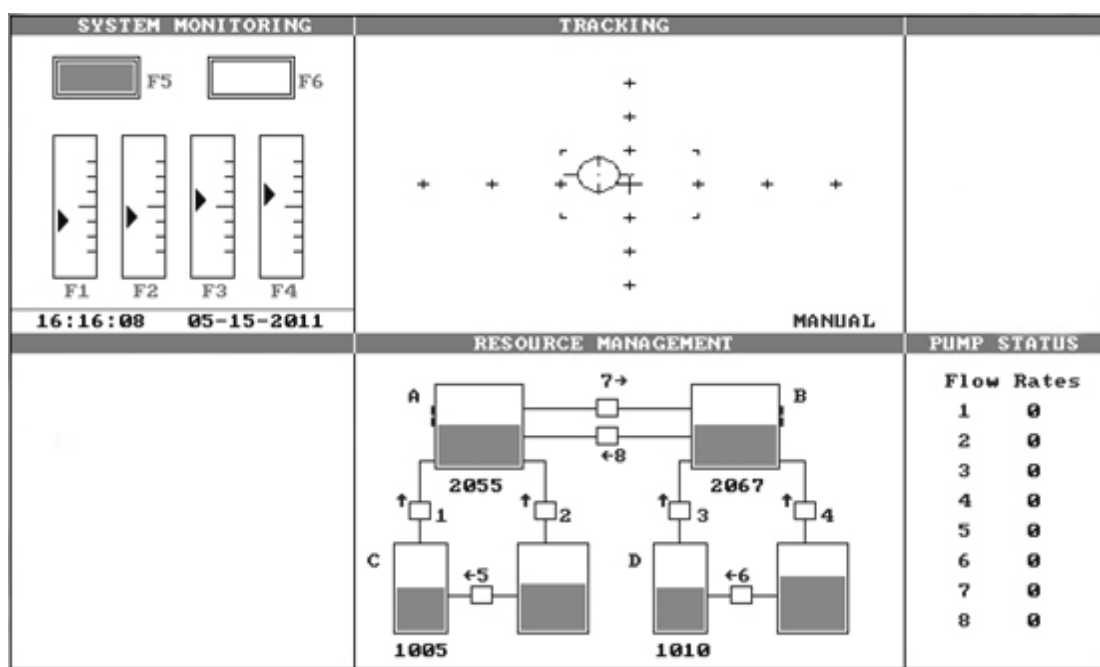 SYSTEM MONITORING
F5 F6
F1 F2 F3 F4
16:16:08 05-15-2011
TRACKING
MANUAL
RESOURCE MANAGEMENT
7→
A B
←8
2055 2067
↑1 ↑2 ↑3 ↑4
C ←5 D ←6
1005 1010
PUMP STATUS
Flow Rates
1 0
2 0
3 0
4 0
5 0
6 0
7 0
8 0